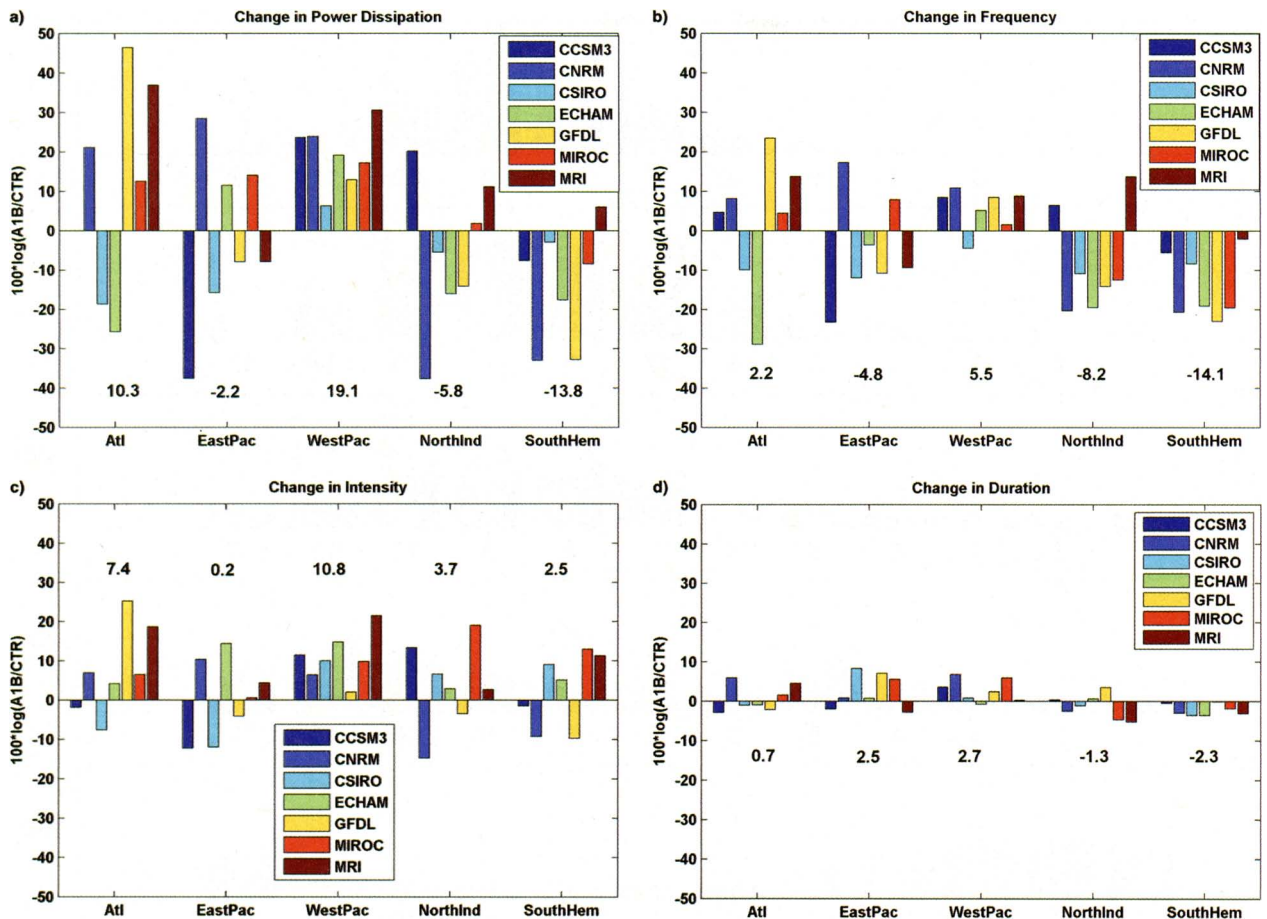 a)
Change in Power Dissipation
50
40
30
20
10
0
-10
-20
-30
-40
-50
100*log(A1B/CTR)
CCSM3
CNRM
CSIRO
ECHAM
GFDL
MIROC
MRI
10.3 -2.2 19.1 -5.8 -13.8
Atl EastPac WestPac NorthInd SouthHem
b)
Change in Frequency
50
40
30
20
10
0
-10
-20
-30
-40
-50
100*log(A1B/CTR)
CCSM3
CNRM
CSIRO
ECHAM
GFDL
MIROC
MRI
2.2 -4.8 5.5 -8.2 -14.1
Atl EastPac WestPac NorthInd SouthHem
c)
Change in Intensity
50
40
30
20
10
0
-10
-20
-30
-40
-50
100*log(A1B/CTR)
7.4 0.2 10.8 3.7 2.5
CCSM3
CNRM
CSIRO
ECHAM
GFDL
MIROC
MRI
Atl EastPac WestPac NorthInd SouthHem
d)
Change in Duration
50
40
30
20
10
0
-10
-20
-30
-40
-50
100*log(A1B/CTR)
CCSM3
CNRM
CSIRO
ECHAM
GFDL
MIROC
MRI
0.7 2.5 2.7 -1.3 -2.3
Atl EastPac WestPac NorthInd SouthHem